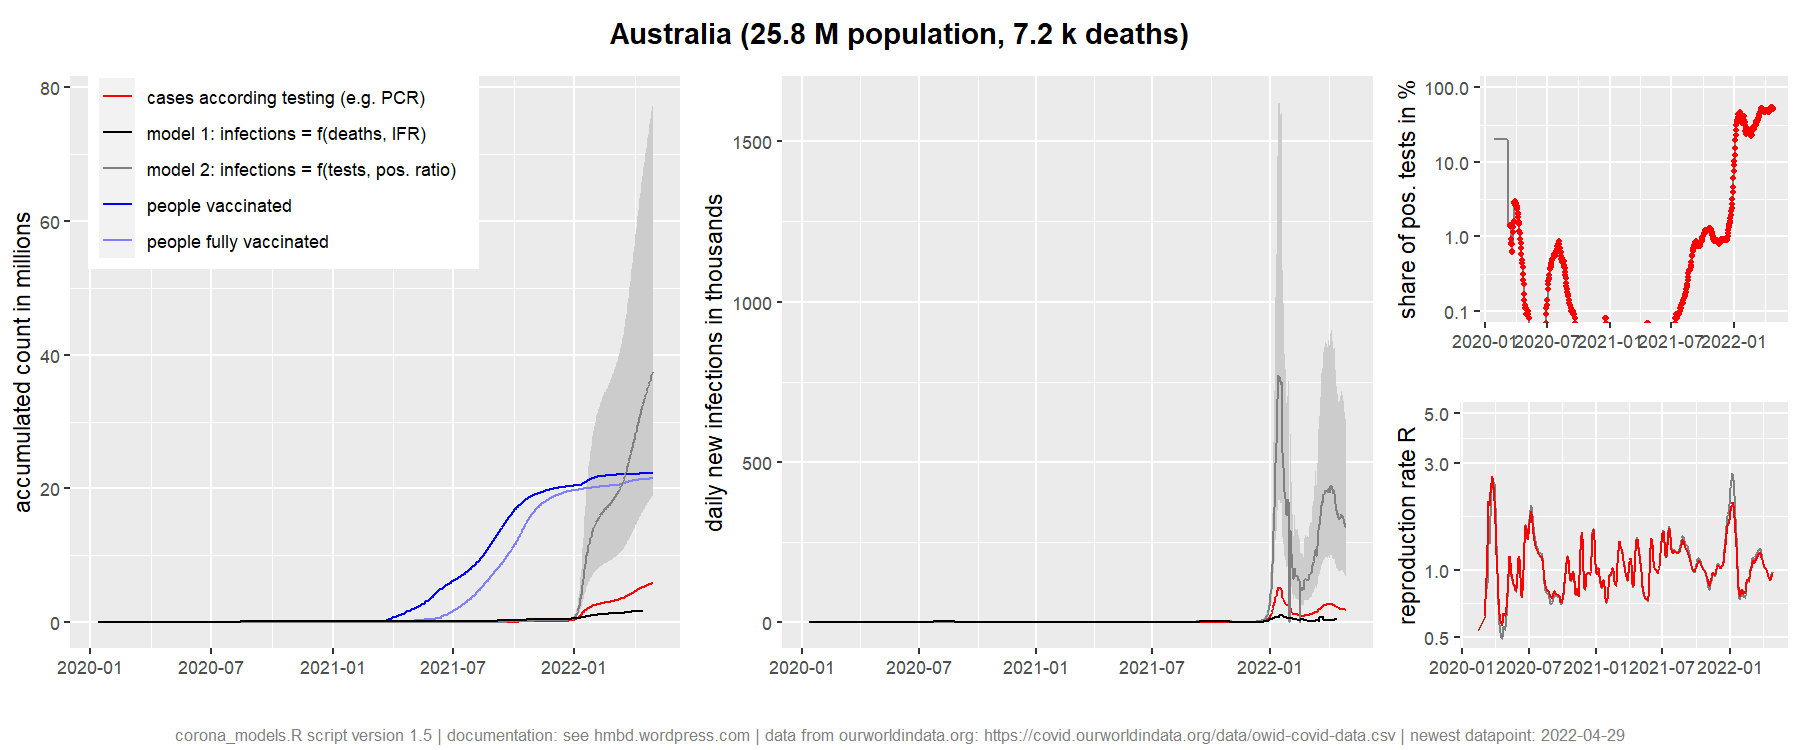 Australia (25.8 M population, 7.2 k deaths)
accumulated count in millions
80
60
40
20
0
cases according testing (e.g. PCR)
model 1: infections = f(deaths, IFR)
model 2: infections = f(tests, pos. ratio)
people vaccinated
people fully vaccinated
2020-01 2020-07 2021-01 2021-07 2022-01
daily new infections in thousands
1500
1000
500
0
2020-01 2020-07 2021-01 2021-07 2022-01
share of pos. tests in %
100.0
10.0
1.0
0.1
2020-01 2020-07 2021-01 2021-07 2022-01
reproduction rate R
5.0
3.0
1.0
0.5
2020-01 2020-07 2021-01 2021-07 2022-01
corona_models.R script version 1.5 | documentation: see hmbd.wordpress.com | data from ourworldindata.org: https://covid.ourworldindata.org/data/owid-covid-data.csv | newest datapoint: 2022-04-29